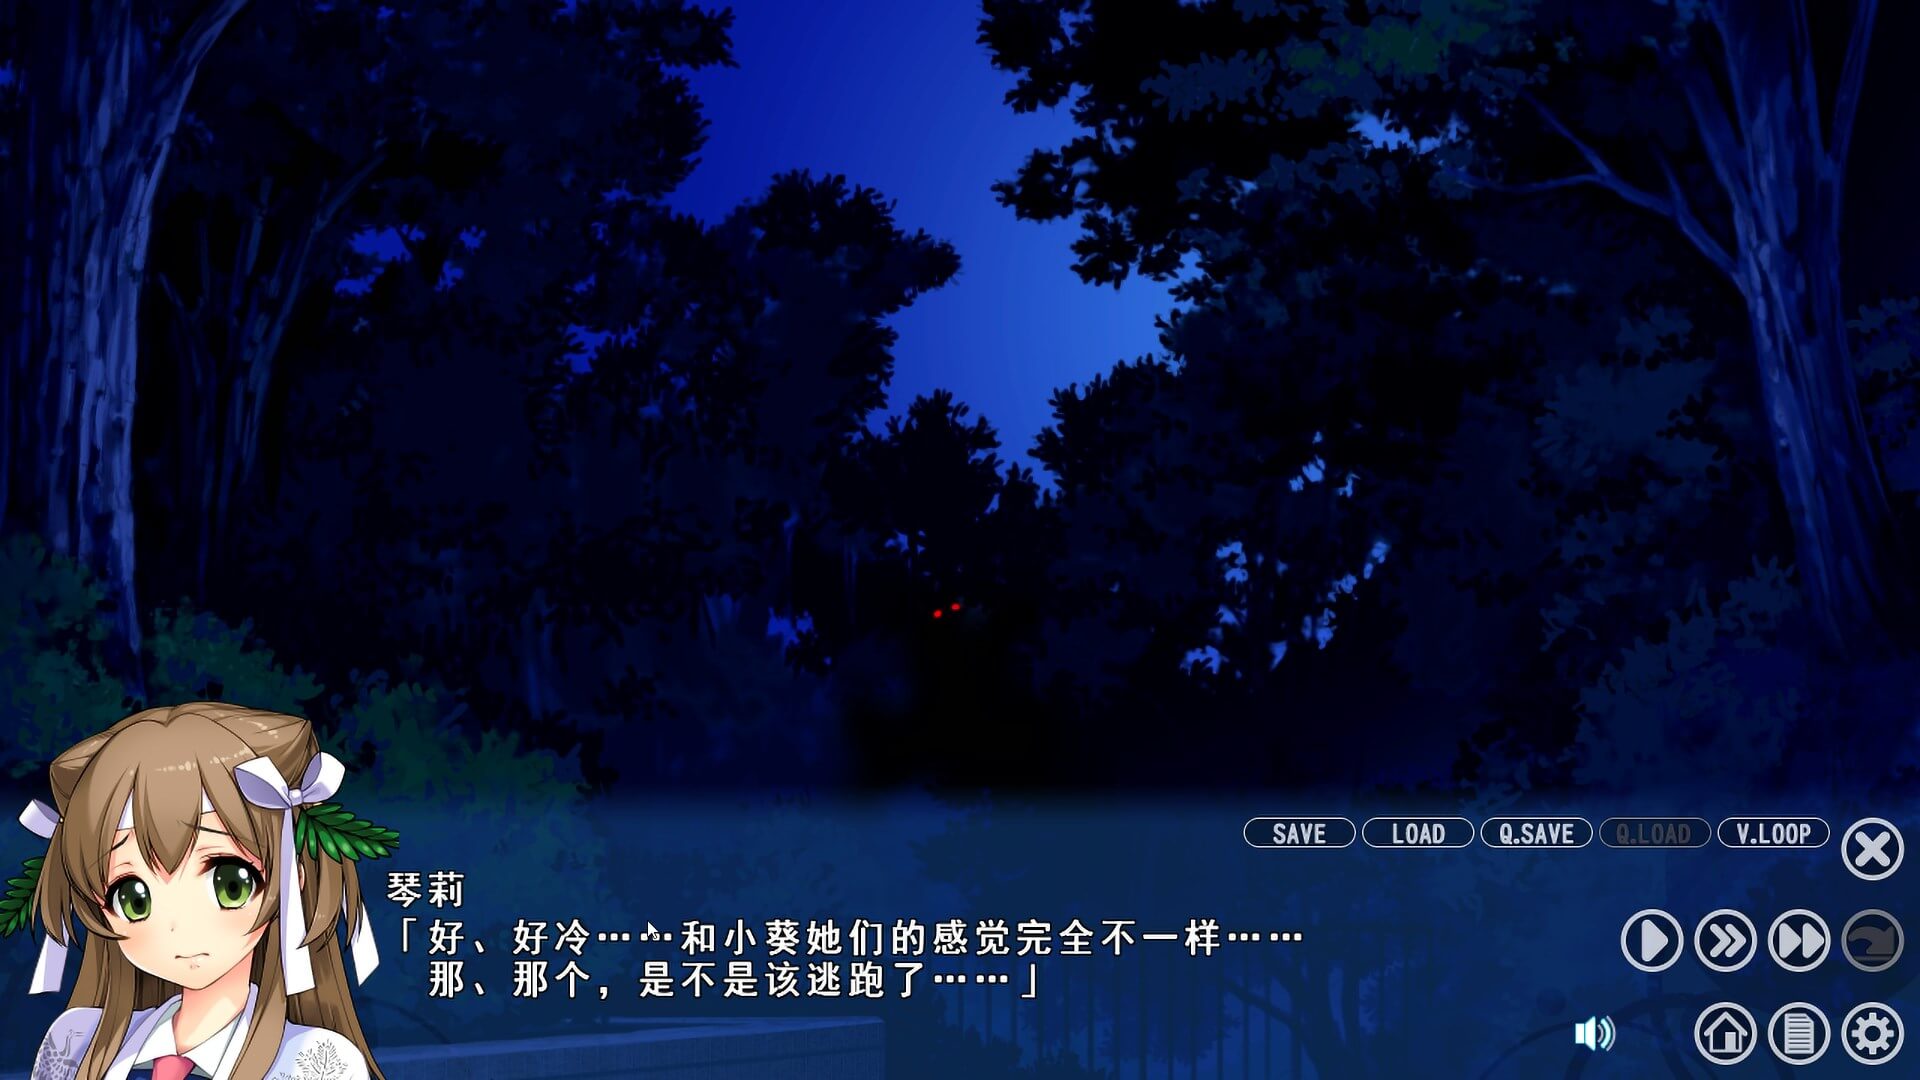 SAVE LOAD Q.SAVE Q.LOAD V.LOOP
琴莉
「好、好冷……和小葵她们的感觉完全不一样……
那、那个，是不是该逃跑了……」